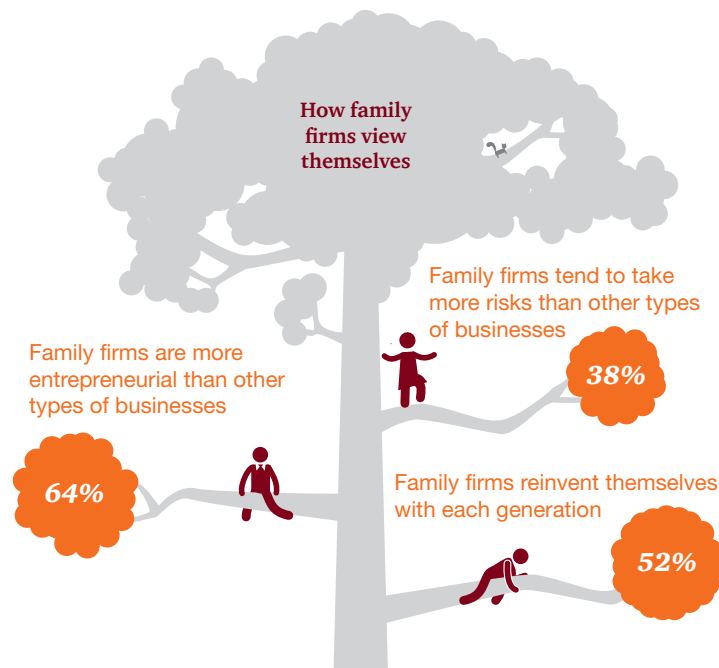 How family
firms view
themselves
Family firms tend to take
more risks than other types
of businesses
38%
Family firms are more
entrepreneurial than other
types of businesses
64%
Family firms reinvent themselves
with each generation
52%